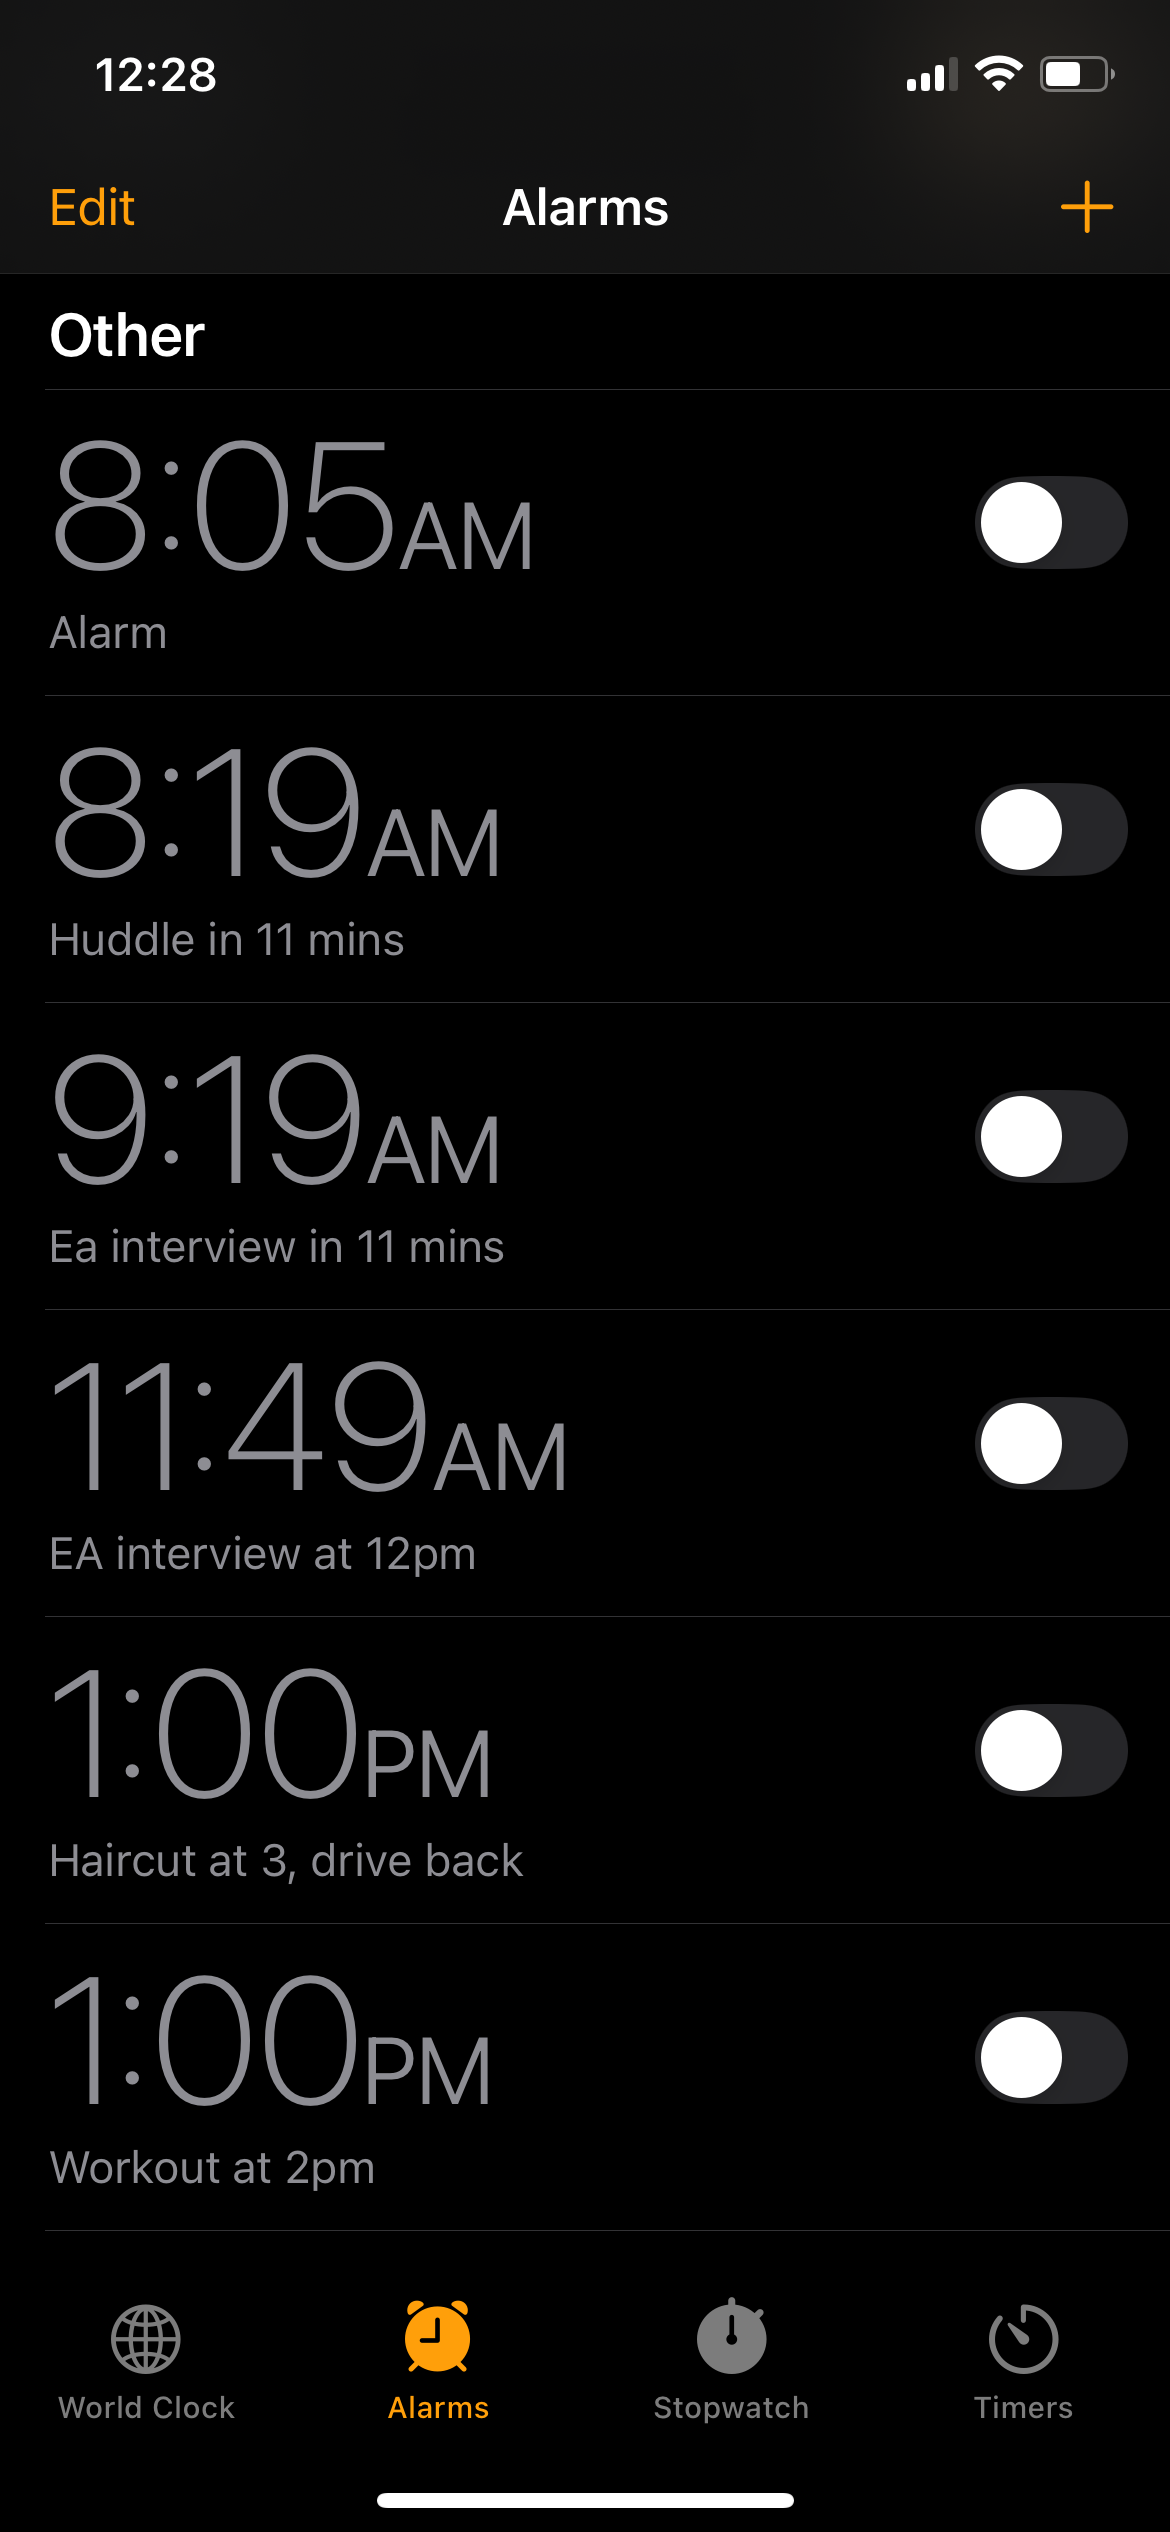 12:28
Edit Alarms
Other
8:05AM
Alarm
8:19AM
Huddle in 11 mins
9:19AM
Ea interview in 11 mins
11:49AM
EA interview at 12pm
1:00PM
Haircut at 3, drive back
1:00PM
Workout at 2pm
World Clock Alarms Stopwatch Timers